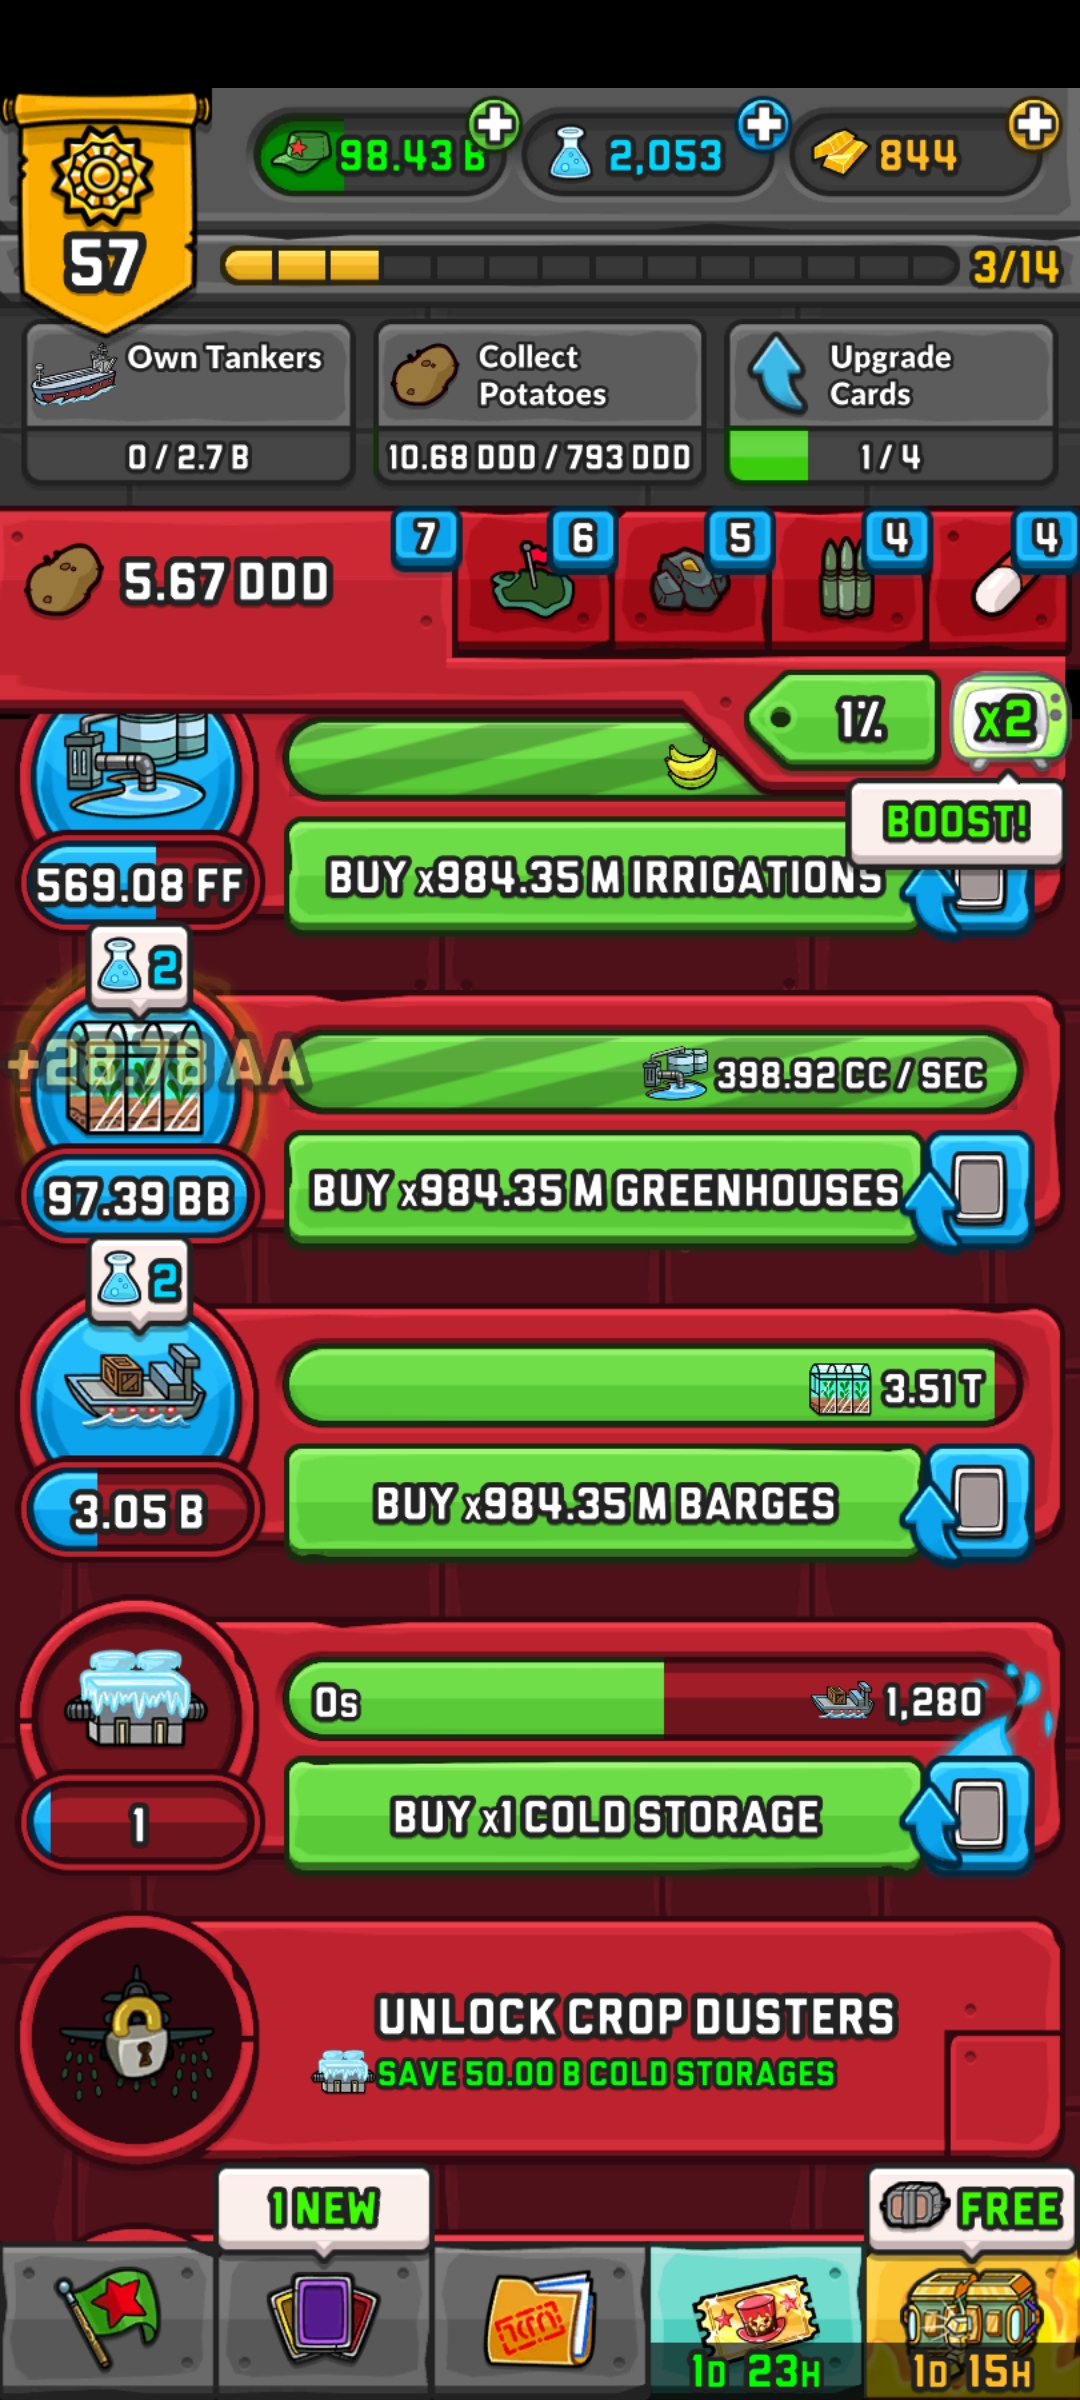 98.43 B
2,053
844
57
3/14
Own Tankers
0 / 2.7 B
Collect
Potatoes
10.68 DDD / 793 DDD
Upgrade
Cards
1 / 4
5.67 DDD
7
6
5
4
4
1%
x2
BOOST!
569.08 FF
BUY x984.35 M IRRIGATIONS
2
+28.78 AA
398.92 CC / SEC
97.39 BB
BUY x984.35 M GREENHOUSES
2
3.51 T
3.05 B
BUY x984.35 M BARGES
0s
1,280
1
BUY x1 COLD STORAGE
UNLOCK CROP DUSTERS
SAVE 50.00 B COLD STORAGES
1 NEW
FREE
1D 23H
1D 15H